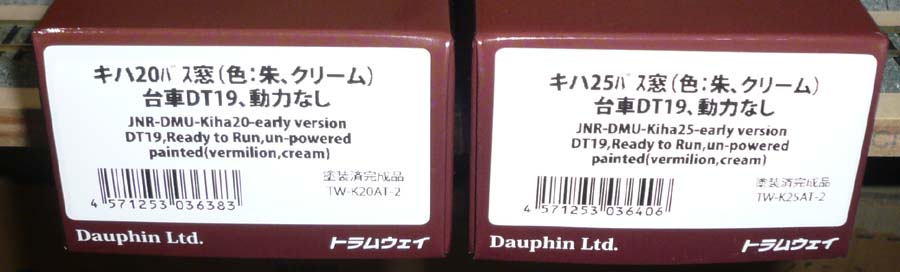 キハ20バス窓(色:朱、クリーム)
台車DT19、動力なし
JNR-DMU-Kiha20-early version
DT19,Ready to Run,un-powered
painted(vermilion,cream)
塗装済完成品
TW-K20AT-2
4 571253 036383
Dauphin Ltd.
トラムウェイ
キハ25バス窓(色:朱、クリーム)
台車DT19、動力なし
JNR-DMU-Kiha25-early version
DT19,Ready to Run,un-powered
painted(vermilion,cream)
塗装済完成品
TW-K25AT-2
4 571253 036406
Dauphin Ltd.
トラムウェイ